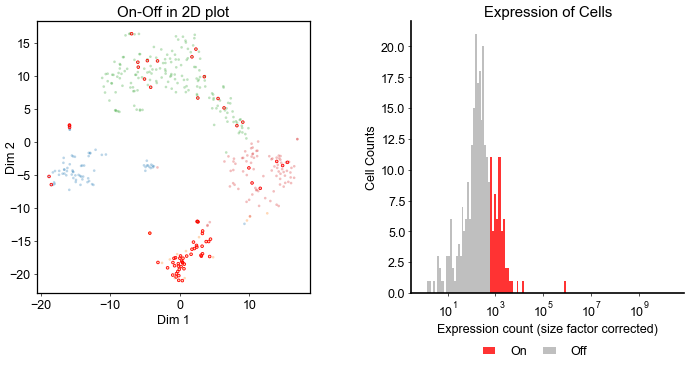 On-Off in 2D plot
Expression of Cells
15
10
5
0
−5
−10
−15
−20
Dim 2
−20 −10 0 10
Dim 1
20.0
17.5
15.0
12.5
10.0
7.5
5.0
2.5
0.0
Cell Counts
10^1 10^3 10^5 10^7 10^9
Expression count (size factor corrected)
On Off